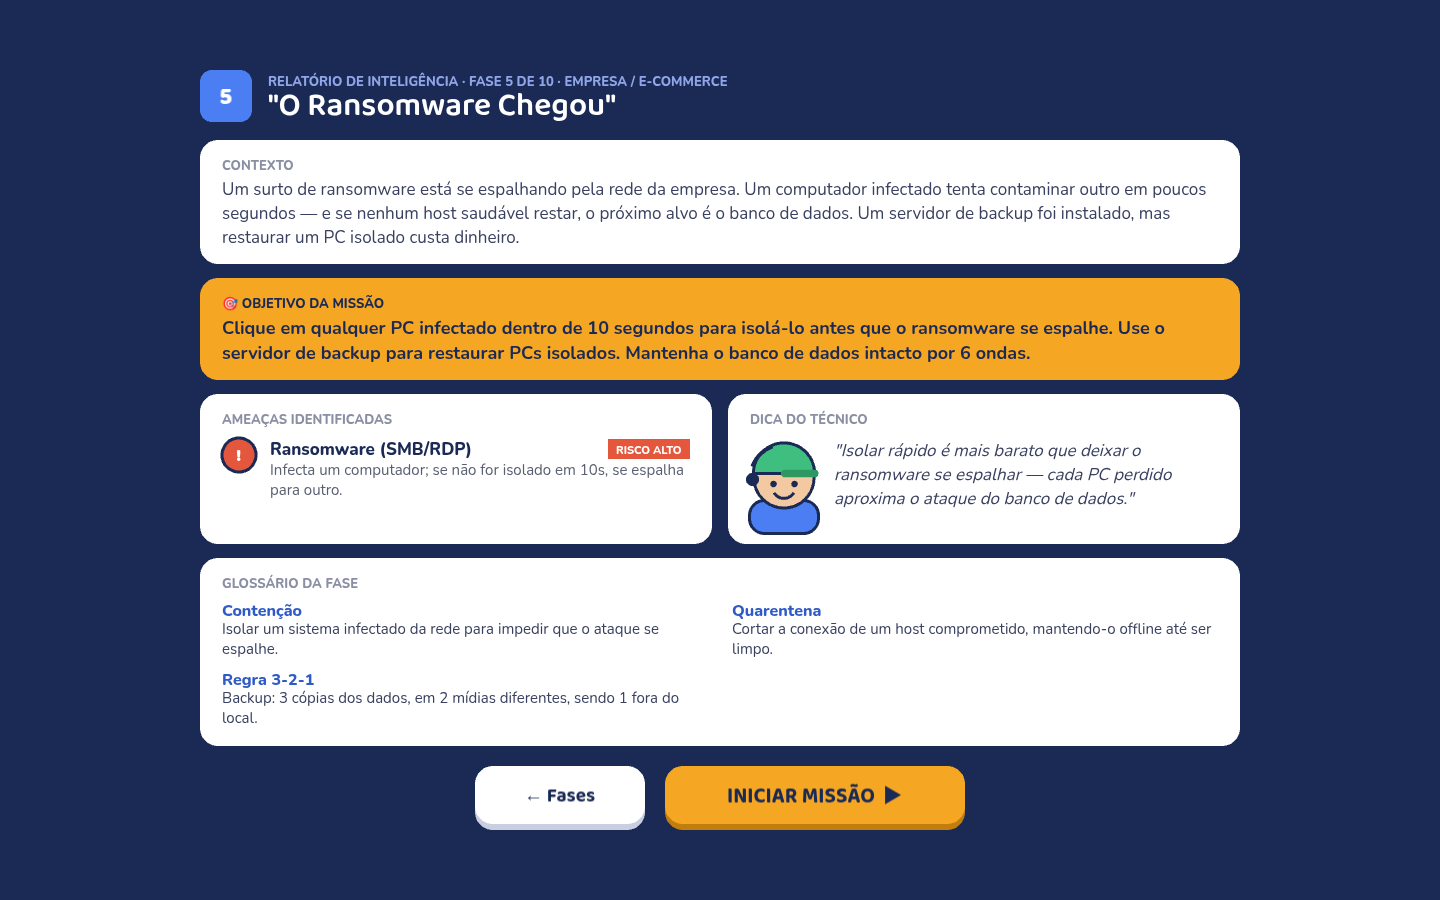 5
RELATÓRIO DE INTELIGÊNCIA · FASE 5 DE 10 · EMPRESA / E-COMMERCE
"O Ransomware Chegou"
CONTEXTO
Um surto de ransomware está se espalhando pela rede da empresa. Um computador infectado tenta contaminar outro em poucos
segundos — e se nenhum host saudável restar, o próximo alvo é o banco de dados. Um servidor de backup foi instalado, mas
restaurar um PC isolado custa dinheiro.
🎯 OBJETIVO DA MISSÃO
Clique em qualquer PC infectado dentro de 10 segundos para isolá-lo antes que o ransomware se espalhe. Use o
servidor de backup para restaurar PCs isolados. Mantenha o banco de dados intacto por 6 ondas.
AMEAÇAS IDENTIFICADAS
!
Ransomware (SMB/RDP)
RISCO ALTO
Infecta um computador; se não for isolado em 10s, se espalha
para outro.
DICA DO TÉCNICO
"Isolar rápido é mais barato que deixar o
ransomware se espalhar — cada PC perdido
aproxima o ataque do banco de dados."
GLOSSÁRIO DA FASE
Contenção
Isolar um sistema infectado da rede para impedir que o ataque se
espalhe.
Quarentena
Cortar a conexão de um host comprometido, mantendo-o offline até ser
limpo.
Regra 3-2-1
Backup: 3 cópias dos dados, em 2 mídias diferentes, sendo 1 fora do
local.
← Fases
INICIAR MISSÃO ▶